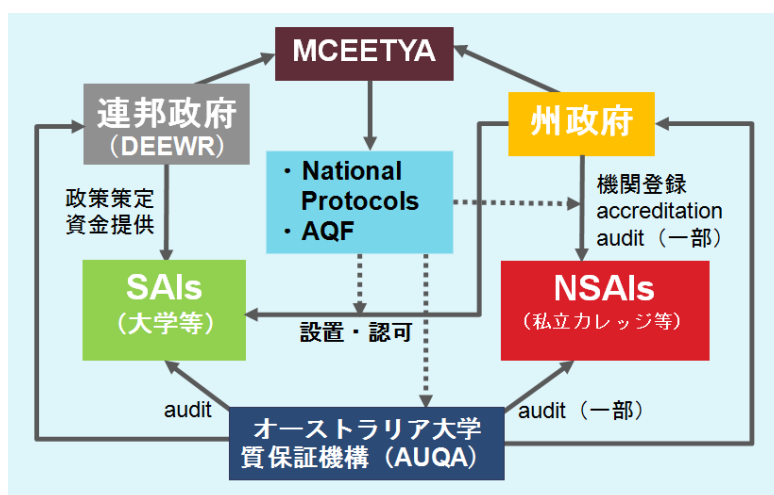 MCEETYA
連邦政府
（DEEWR）
州政府
・National
Protocols
・AQF
政策策定
資金提供
機関登録
accreditation
audit（一部）
SAIs
（大学等）
NSAIs
（私立カレッジ等）
設置・認可
audit
audit（一部）
オーストラリア大学
質保証機構（AUQA）